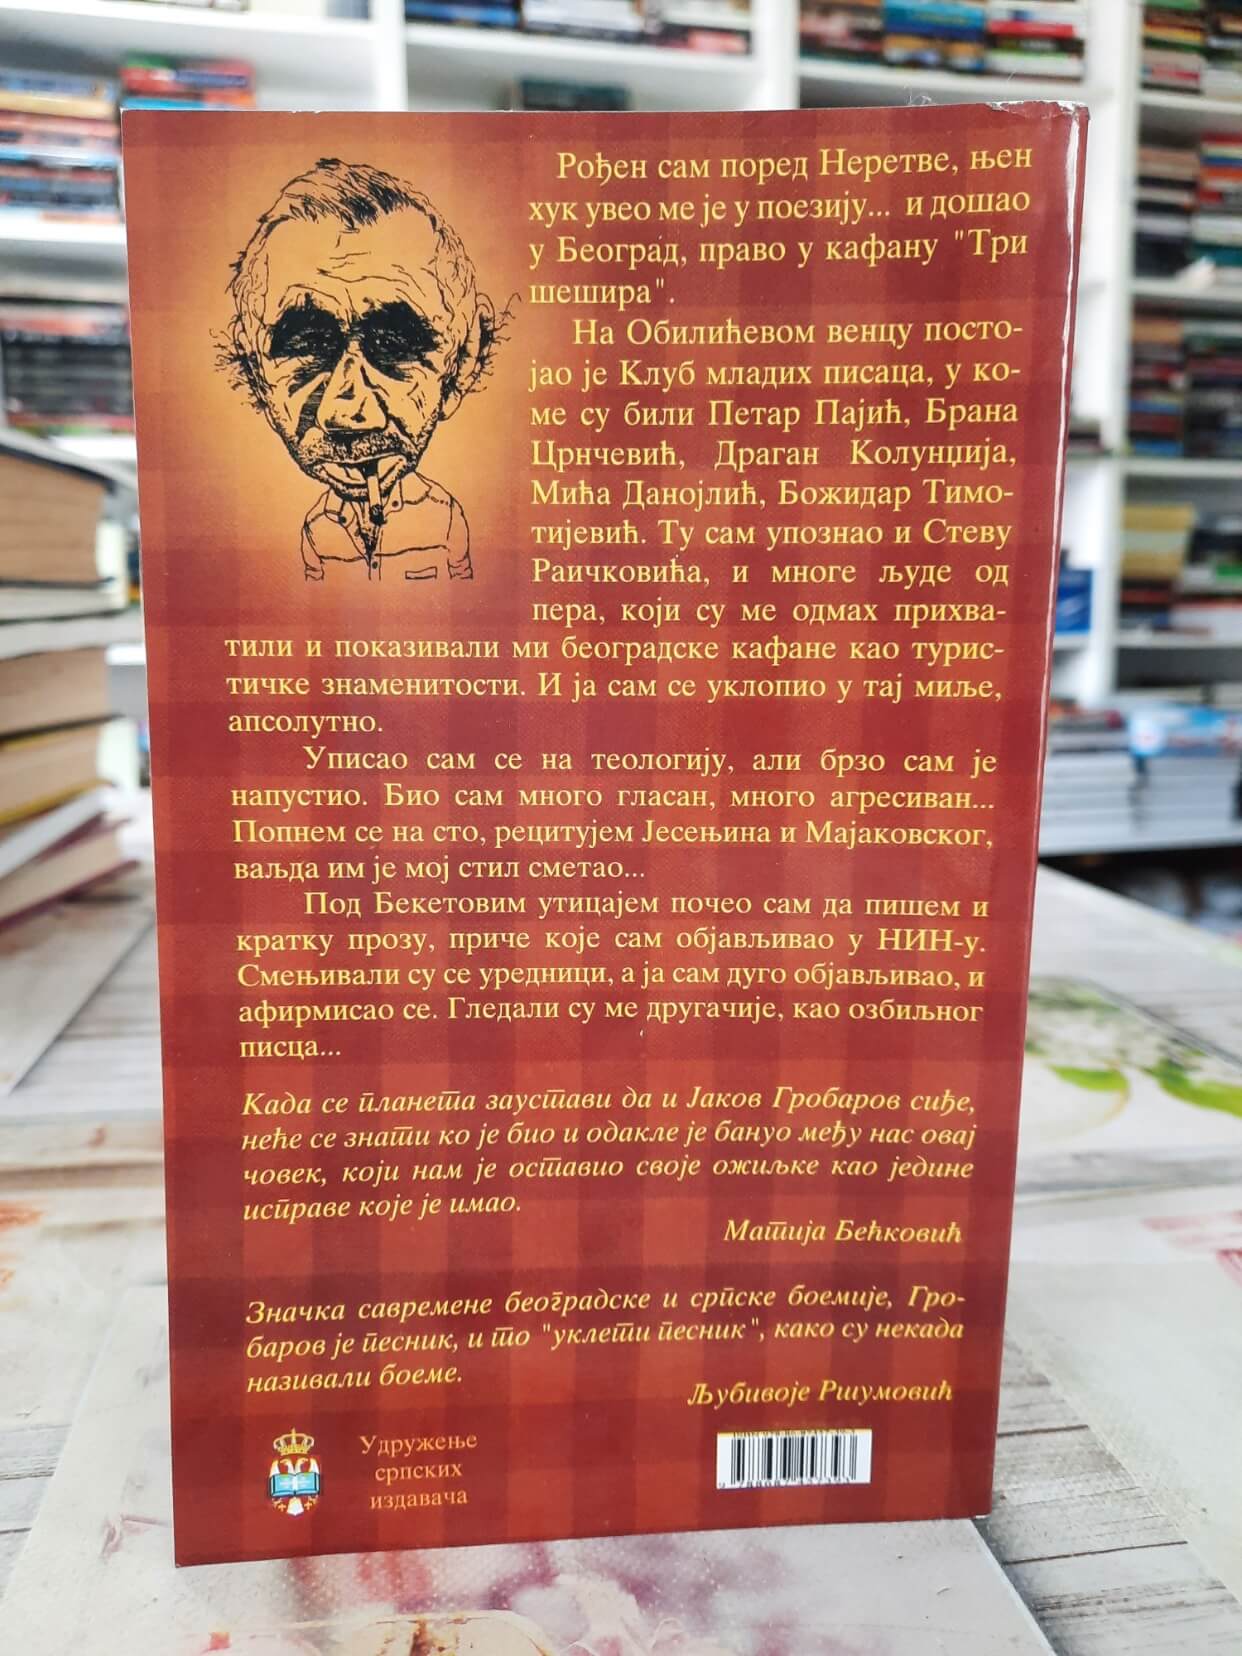 Рођен сам поред Неретве, њен
хук увео ме је у поезију... и дошао
у Београд, право у кафану "Три
шешира".
На Обилићевом венцу посто-
јао је Клуб младих писаца, у ко-
ме су били Петар Пајић, Брана
Црнчевић, Драган Колунџија,
Мића Данојлић, Божидар Тимо-
тијевић. Ту сам упознао и Стеву
Раичковића, и многе људе од
пера, који су ме одмах прихва-
тили и показивали ми београдске кафане као турис-
тичке знаменитости. И ја сам се уклопио у тај миље,
апсолутно.
Уписао сам се на теологију, али брзо сам је
напустио. Био сам много гласан, много агресиван...
Попнем се на сто, рецитујем Јесењина и Мајаковског,
ваљда им је мој стил сметао...
Под Бекетовим утицајем почео сам да пишем и
кратку прозу, приче које сам објављивао у НИН-у.
Смењивали су се уредници, а ја сам дуго објављивао, и
афирмисао се. Гледали су ме другачије, као озбиљног
писца...
Када се планета заустави да и Јаков Гробаров сиђе,
неће се знати ко је био и одакле је бануо међу нас овај
човек, који нам је оставио своје ожиљке као једине
исправе које је имао.
Матија Бећковић
Значка савремене београдске и српске боемије, Гро-
баров је песник, и то "уклети песник", како су некада
називали боеме.
Љубивоје Ршумовић
Удружење
српских
издавача